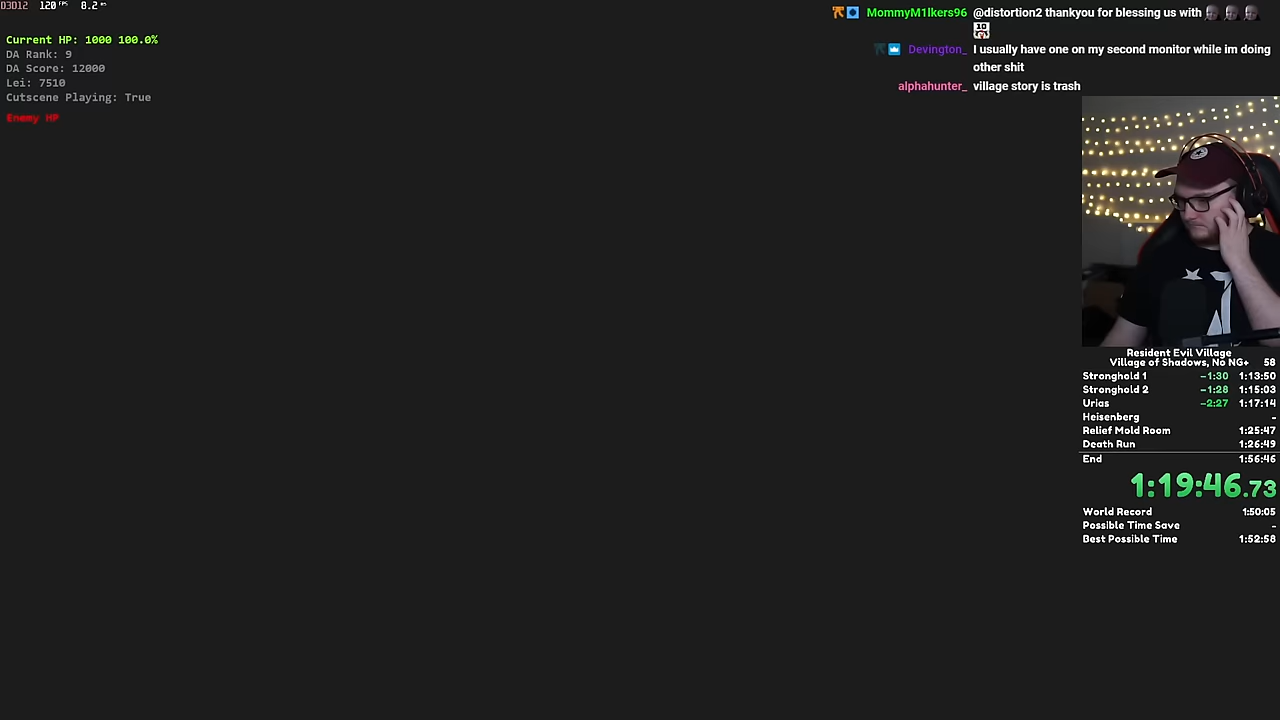 D3D12 120 FPS 8.2 ms
Current HP: 1000 100.0%
DA Rank: 9
DA Score: 12000
Lei: 7510
Cutscene Playing: True
Enemy HP
MommyM1lkers96 @distortion2 thankyou for blessing us with
Devington_ I usually have one on my second monitor while im doing
other shit
alphahunter_ village story is trash
Resident Evil Village
Village of Shadows, No NG+ 58
Stronghold 1 -1:30 1:13:50
Stronghold 2 -1:28 1:15:03
Urias -2:27 1:17:14
Heisenberg -
Relief Mold Room 1:25:47
Death Run 1:26:49
End 1:56:46
1:19:46.73
World Record 1:50:05
Possible Time Save -
Best Possible Time 1:52:58